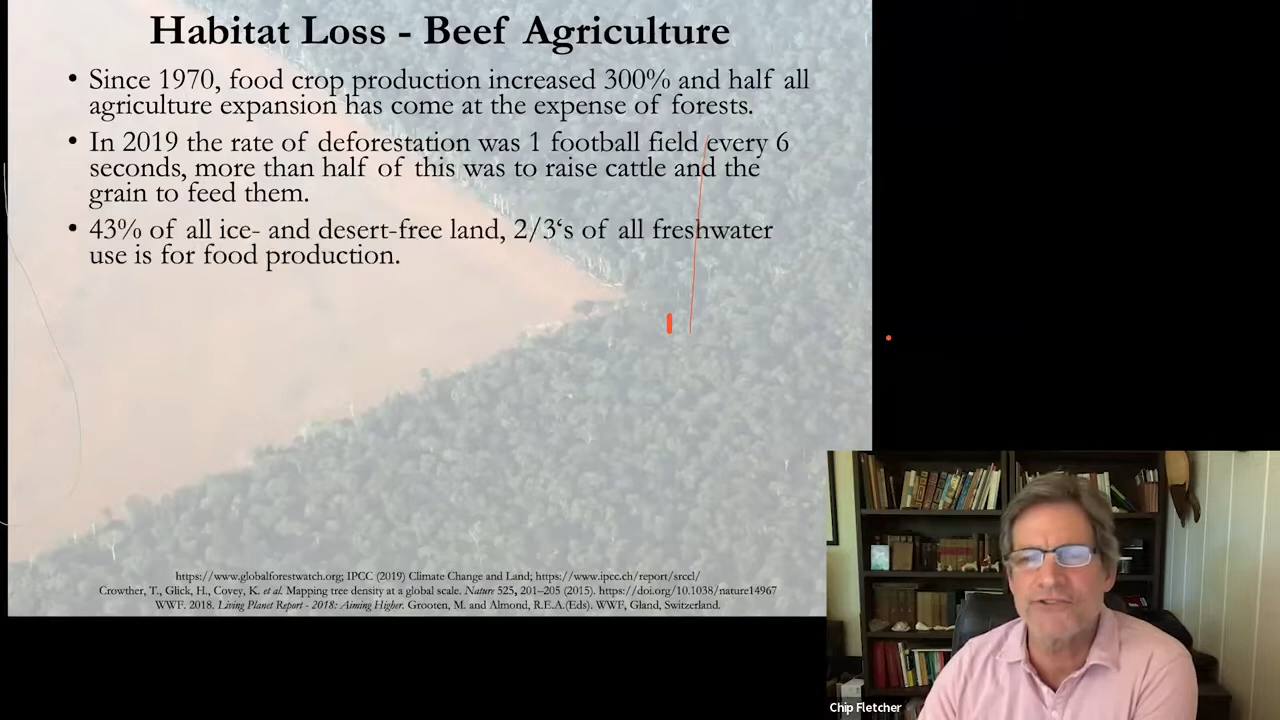 Habitat Loss - Beef Agriculture
• Since 1970, food crop production increased 300% and half all
agriculture expansion has come at the expense of forests.
• In 2019 the rate of deforestation was 1 football field every 6
seconds, more than half of this was to raise cattle and the
grain to feed them.
• 43% of all ice- and desert-free land, 2/3‘s of all freshwater
use is for food production.
https://www.globalforestwatch.org; IPCC (2019) Climate Change and Land; https://www.ipcc.ch/report/srccl/
Crowther, T., Glick, H., Covey, K. et al. Mapping tree density at a global scale. Nature 525, 201–205 (2015). https://doi.org/10.1038/nature14967
WWF. 2018. Living Planet Report - 2018: Aiming Higher. Grooten, M. and Almond, R.E.A.(Eds). WWF, Gland, Switzerland.
Chip Fletcher